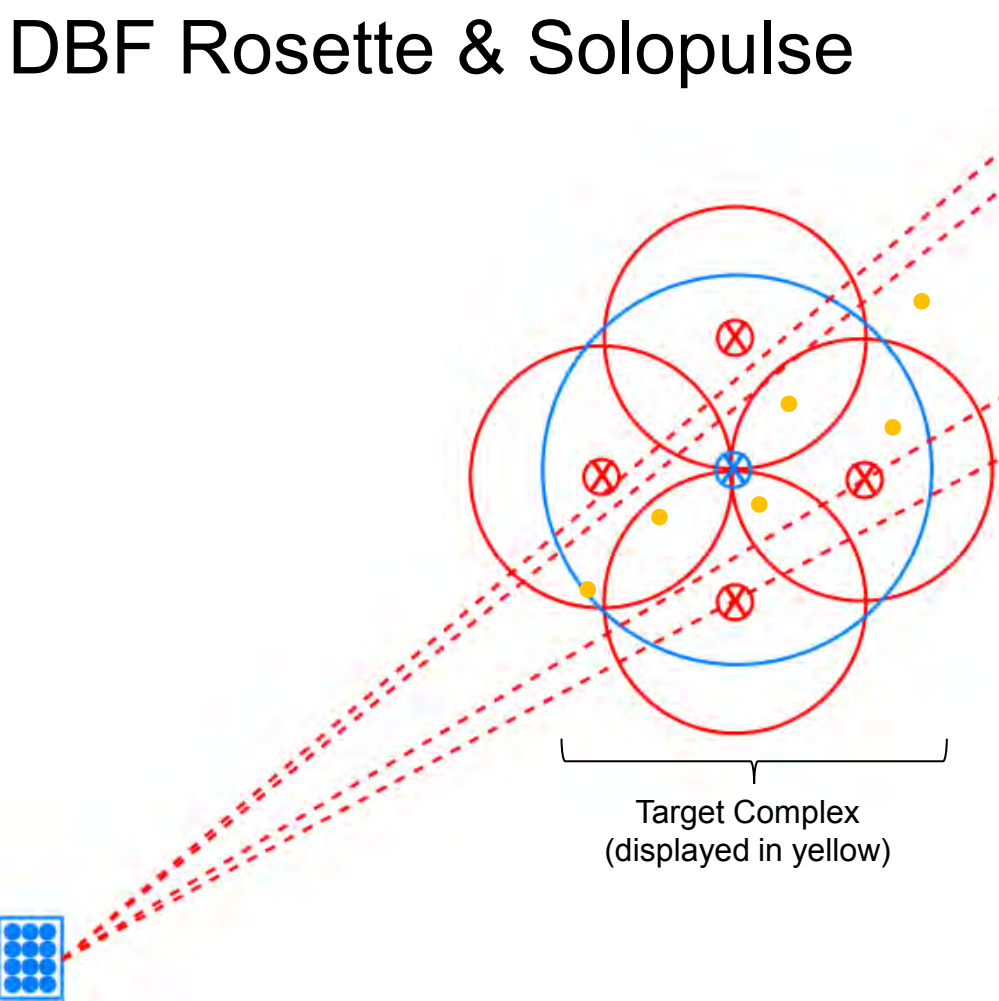 DBF Rosette & Solopulse
Target Complex
(displayed in yellow)